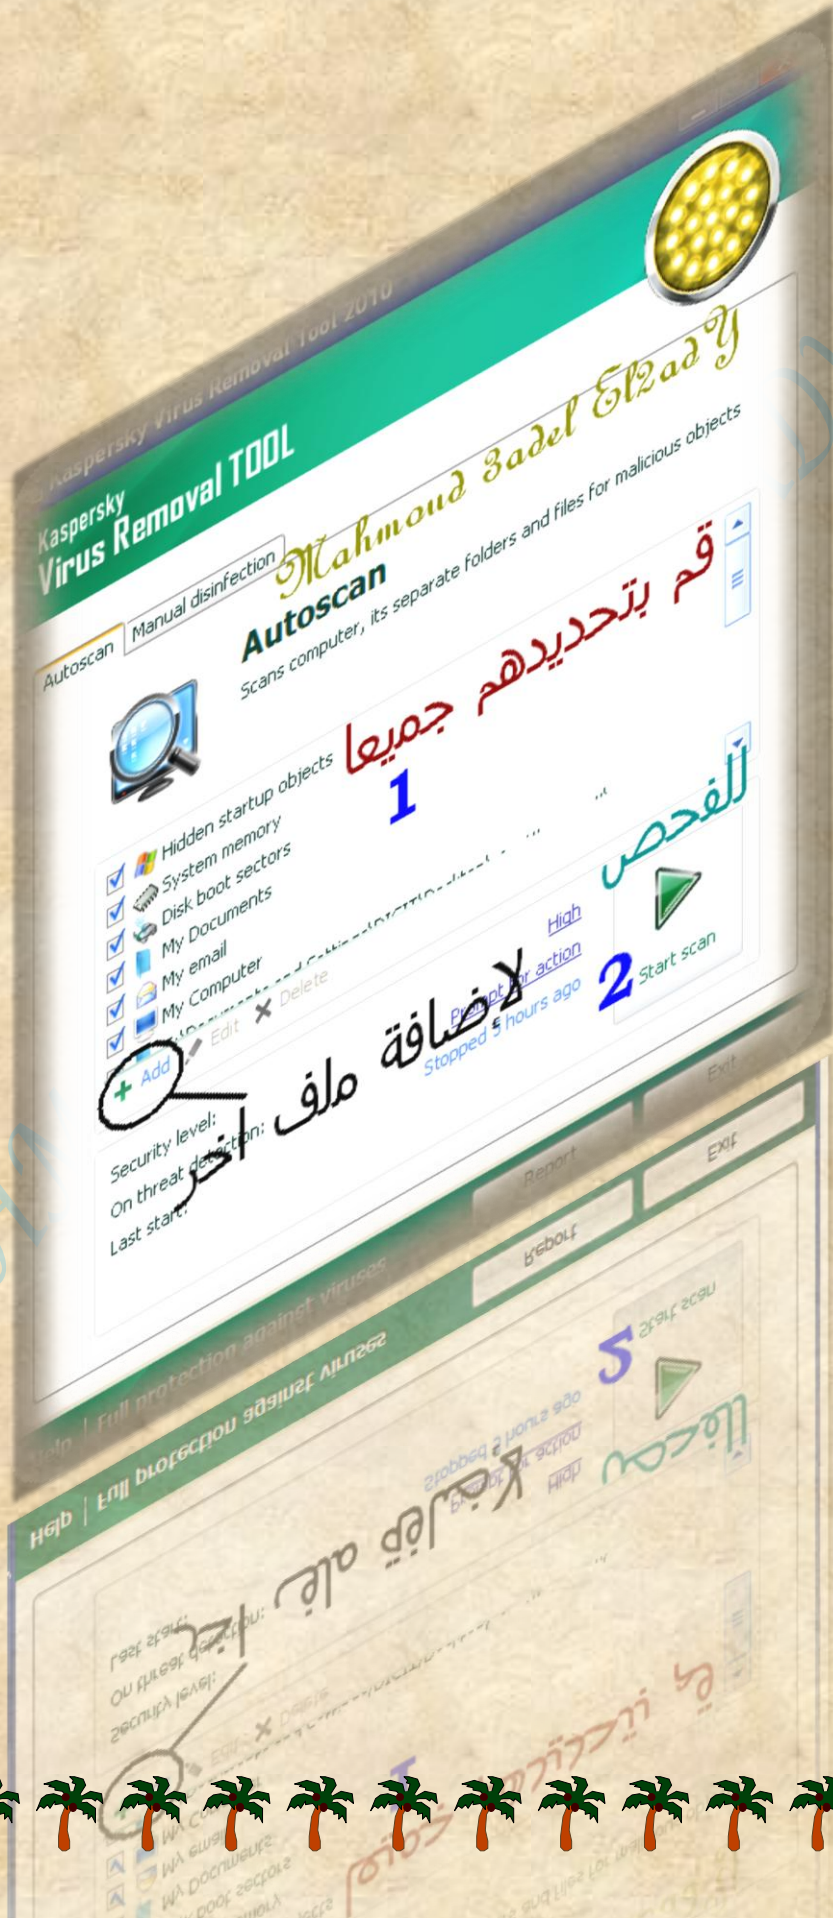 Kaspersky Virus Removal Tool 2010
Kaspersky
Virus Removal TOOL
Mahmoud 3adel El2adY
Autoscan
Manual disinfection
Autoscan
Scans computer, its separate folders and files for malicious objects
قم بتحديدهم جميعا
1
Hidden startup objects
System memory
Disk boot sectors
My Documents
My email
My Computer
للفحص
Add
Edit
Delete
لاضافة ملف اخر
2
Start scan
Security level:
High
On threat detection:
Prompt for action
Last start:
Stopped 5 hours ago
Help | Full protection against viruses
Report
Exit